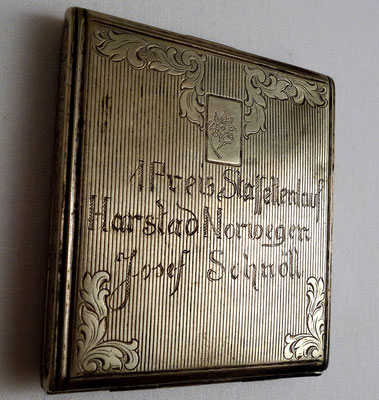 1 Preis Staffellauf
Harstad Norwegen
Josef Schnöll